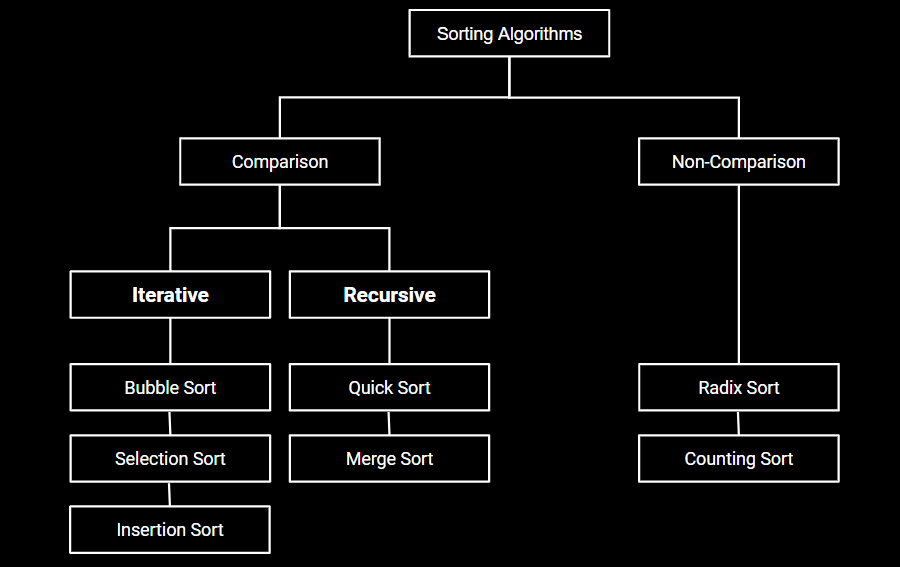 Sorting Algorithms
Comparison
Non-Comparison
Iterative
Recursive
Bubble Sort
Quick Sort
Radix Sort
Selection Sort
Merge Sort
Counting Sort
Insertion Sort